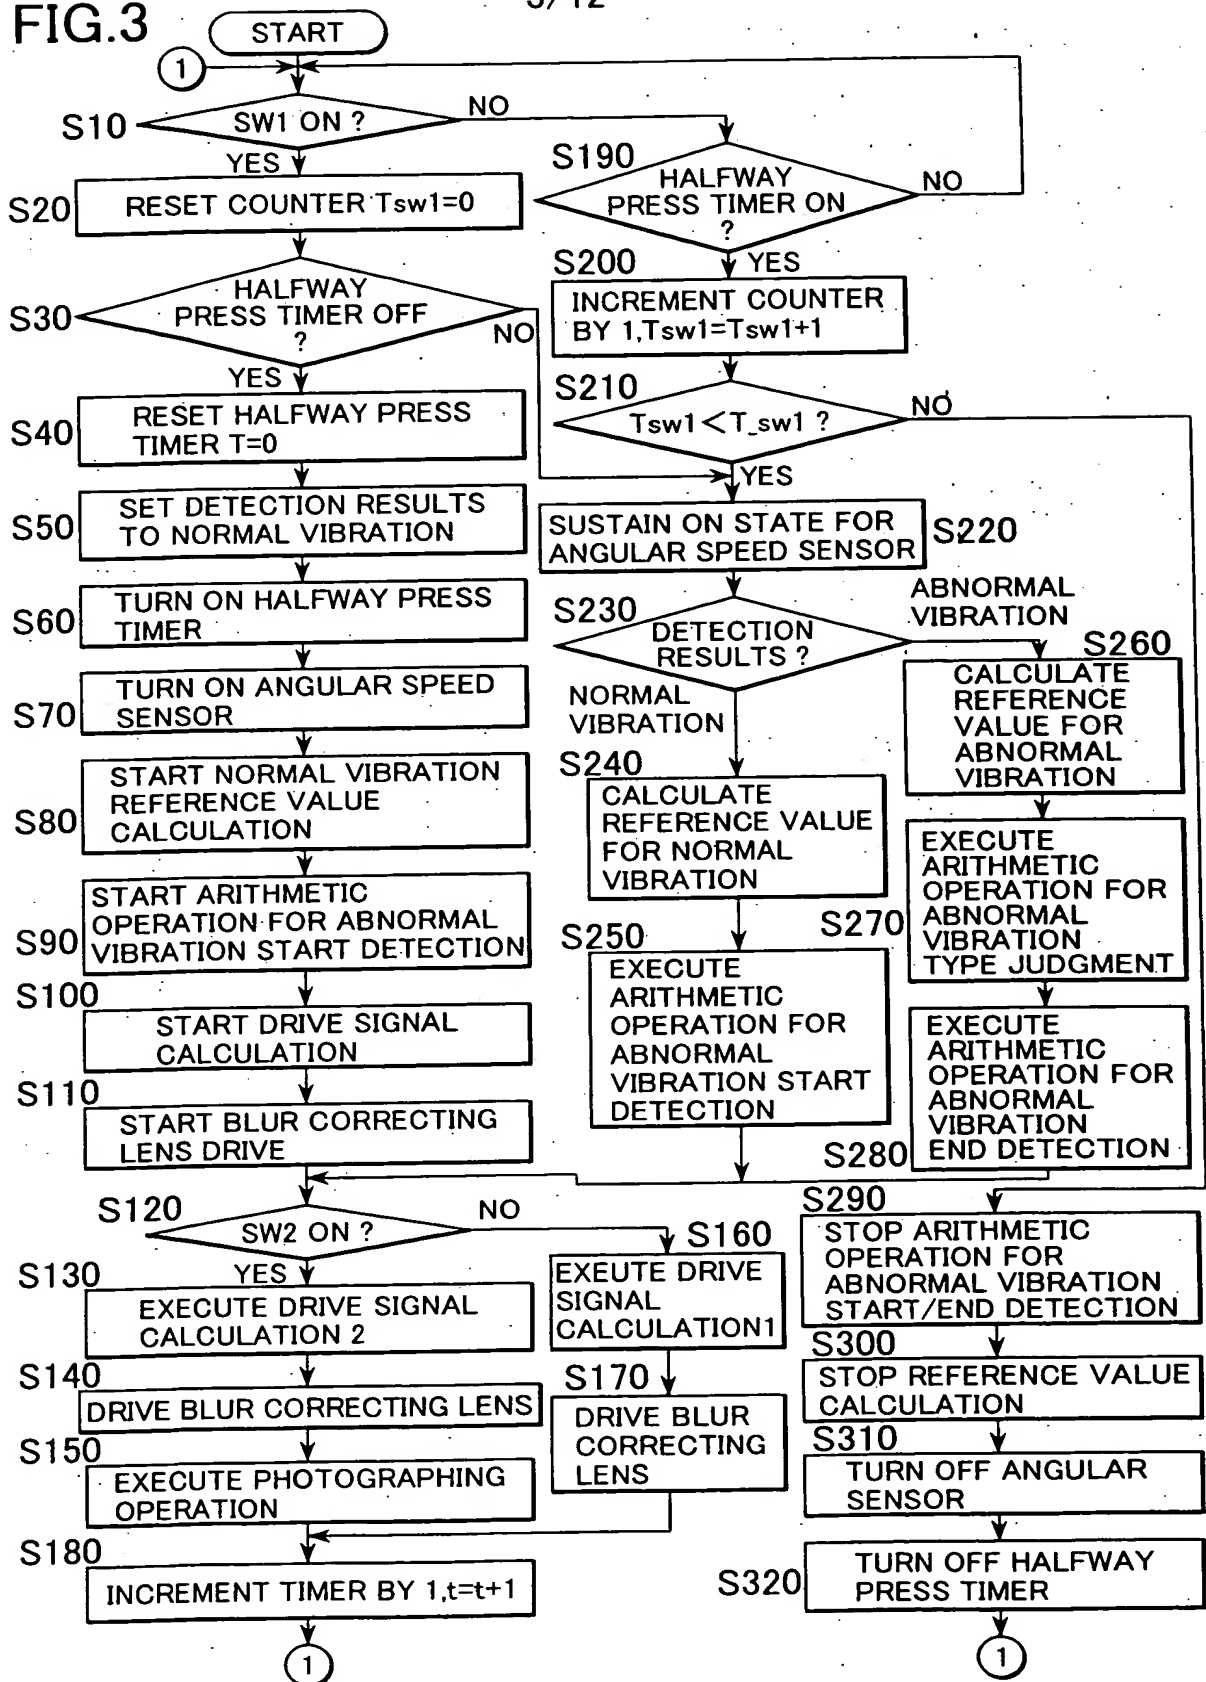 3/12
FIG.3
START
1
S10
SW1 ON ?
NO
YES
S20
RESET COUNTER Tsw1=0
S30
HALFWAY
PRESS TIMER OFF
?
NO
YES
S40
RESET HALFWAY PRESS
TIMER T=0
S50
SET DETECTION RESULTS
TO NORMAL VIBRATION
S60
TURN ON HALFWAY PRESS
TIMER
S70
TURN ON ANGULAR SPEED
SENSOR
S80
START NORMAL VIBRATION
REFERENCE VALUE
CALCULATION
S90
START ARITHMETIC
OPERATION FOR ABNORMAL
VIBRATION START DETECTION
S100
START DRIVE SIGNAL
CALCULATION
S110
START BLUR CORRECTING
LENS DRIVE
S120
SW2 ON ?
NO
YES
S130
EXECUTE DRIVE SIGNAL
CALCULATION 2
S140
DRIVE BLUR CORRECTING LENS
S150
EXECUTE PHOTOGRAPHING
OPERATION
S160
EXEUTE DRIVE
SIGNAL
CALCULATION1
S170
DRIVE BLUR
CORRECTING
LENS
S180
INCREMENT TIMER BY 1,t=t+1
1
S190
HALFWAY
PRESS TIMER ON
?
NO
YES
S200
INCREMENT COUNTER
BY 1,Tsw1=Tsw1+1
S210
Tsw1<T_sw1 ?
NO
YES
SUSTAIN ON STATE FOR
ANGULAR SPEED SENSOR
S220
S230
DETECTION
RESULTS ?
ABNORMAL
VIBRATION
NORMAL
VIBRATION
S240
CALCULATE
REFERENCE VALUE
FOR NORMAL
VIBRATION
S250
EXECUTE
ARITHMETIC
OPERATION FOR
ABNORMAL
VIBRATION START
DETECTION
S260
CALCULATE
REFERENCE
VALUE FOR
ABNORMAL
VIBRATION
S270
EXECUTE
ARITHMETIC
OPERATION FOR
ABNORMAL
VIBRATION
TYPE JUDGMENT
S280
EXECUTE
ARITHMETIC
OPERATION FOR
ABNORMAL
VIBRATION
END DETECTION
S290
STOP ARITHMETIC
OPERATION FOR
ABNORMAL VIBRATION
START/END DETECTION
S300
STOP REFERENCE VALUE
CALCULATION
S310
TURN OFF ANGULAR
SENSOR
S320
TURN OFF HALFWAY
PRESS TIMER
1